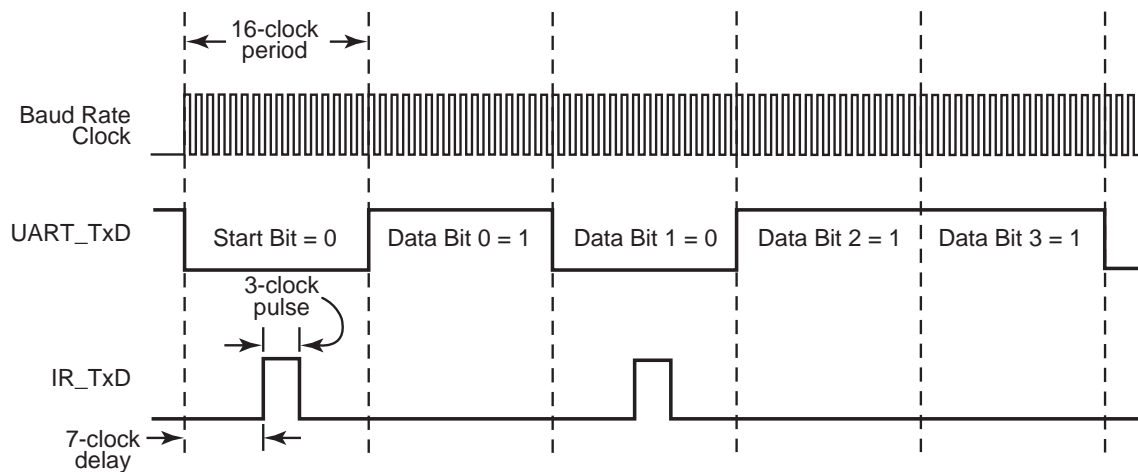 16-clock
period
Baud Rate
Clock
UART_TxD
Start Bit = 0
Data Bit 0 = 1
Data Bit 1 = 0
Data Bit 2 = 1
Data Bit 3 = 1
3-clock
pulse
IR_TxD
7-clock
delay